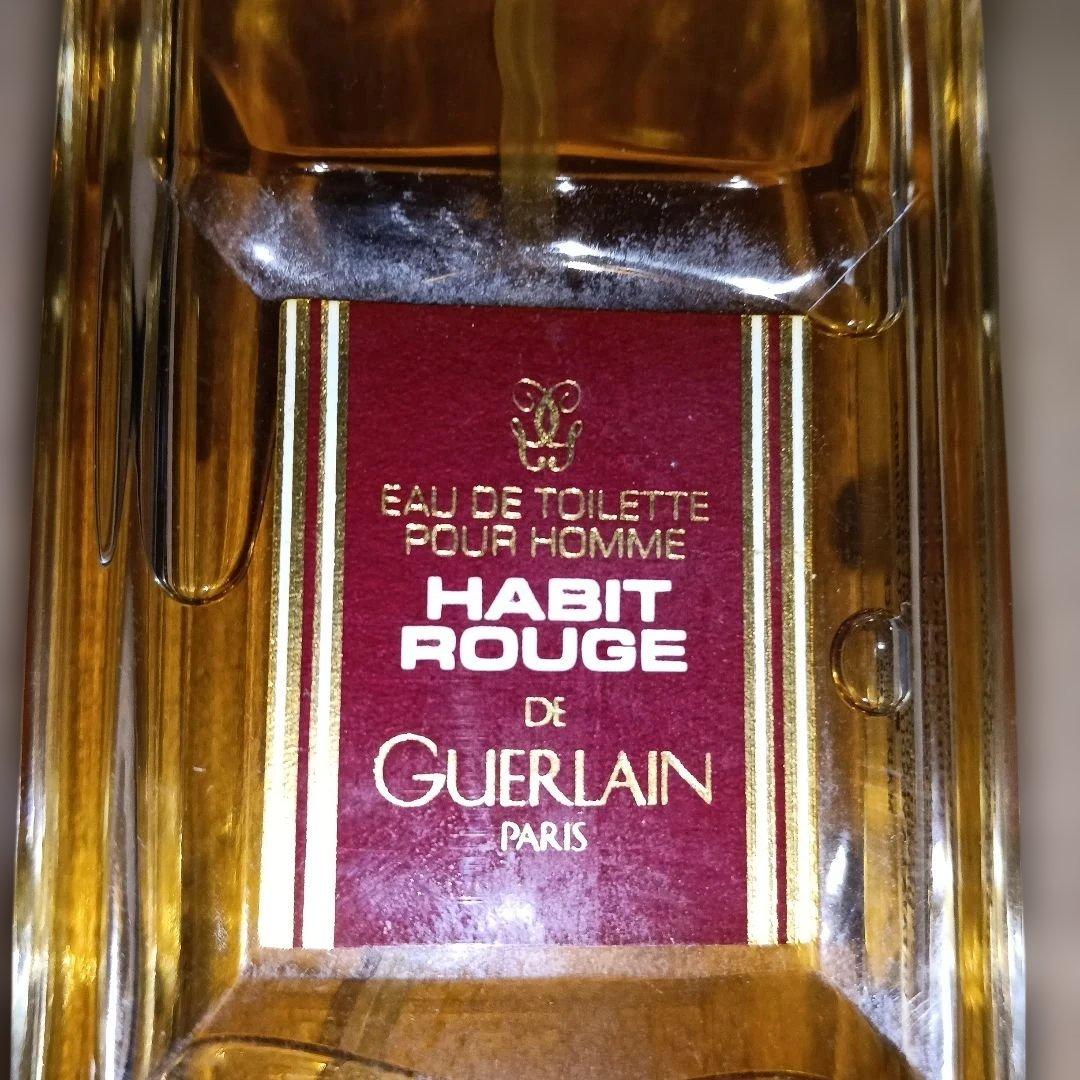 EAU DE TOILETTE
POUR HOMME
HABIT
ROUGE
DE
GUERLAIN
PARIS